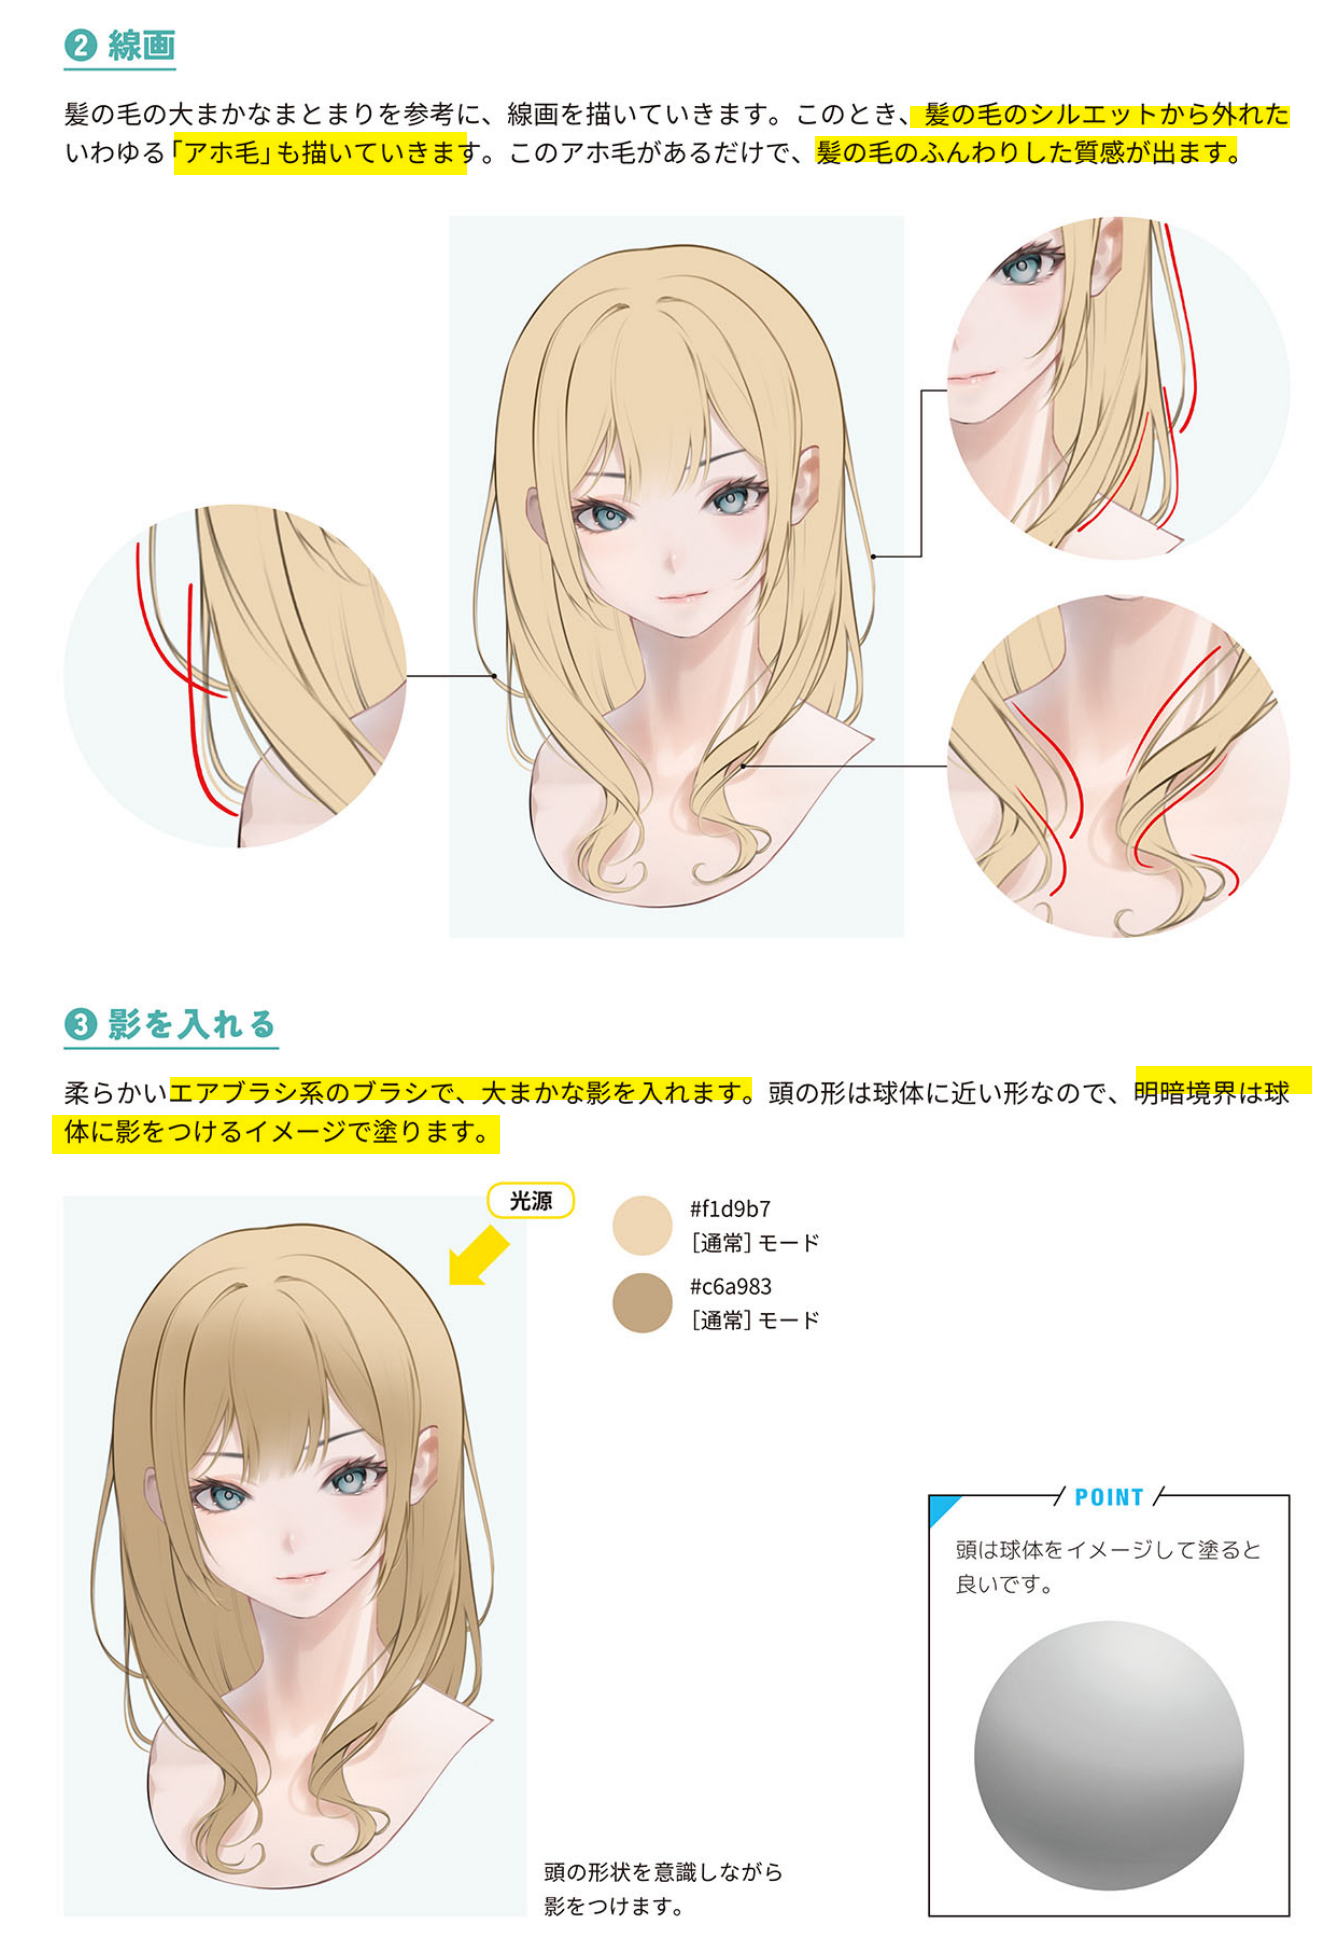 ❷ 線画
髪の毛の大まかなまとまりを参考に、線画を描いていきます。このとき、髪の毛のシルエットから外れた
いわゆる「アホ毛」も描いていきます。このアホ毛があるだけで、髪の毛のふんわりした質感が出ます。
❸ 影を入れる
柔らかいエアブラシ系のブラシで、大まかな影を入れます。頭の形は球体に近い形なので、明暗境界は球
体に影をつけるイメージで塗ります。
光源
#f1d9b7
[通常]モード
#c6a983
[通常]モード
POINT
頭は球体をイメージして塗ると
良いです。
頭の形状を意識しながら
影をつけます。